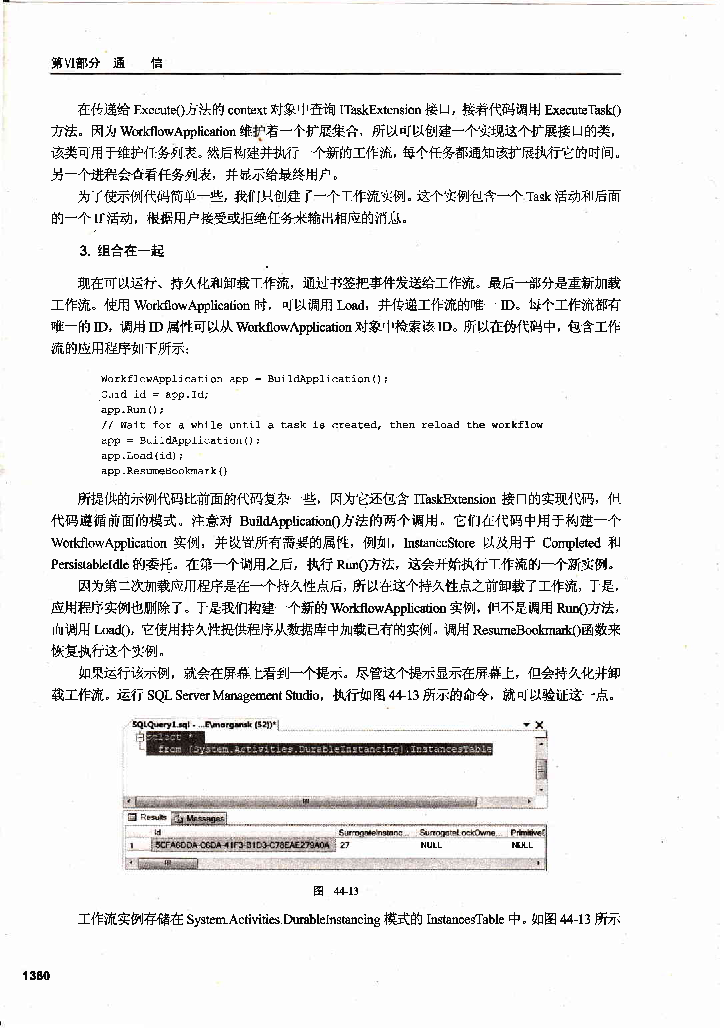 第VI部分 通 信
在传递给 Execute()方法的 context 对象中查询 ITaskExtension 接口，接着代码调用 ExecuteTask()
方法。因为 WorkflowApplication 维护着一个扩展集合，所以可以创建一个实现这个扩展接口的类，
该类可用于维护任务列表。然后构建并执行一个新的工作流，每个任务都通知该扩展执行它的时间。
另一个进程会查看任务列表，并显示给最终用户。
为了使示例代码简单一些，我们只创建了一个工作流实例。这个实例包含一个 Task 活动和后面
的一个 If 活动，根据用户接受或拒绝任务来输出相应的消息。
3. 组合在一起
现在可以运行、持久化和卸载工作流，通过书签把事件发送给工作流。最后一部分是重新加载
工作流。使用 WorkflowApplication 时，可以调用 Load，并传递工作流的唯一 ID。每个工作流都有
唯一的 ID，调用 ID 属性可以从 WorkflowApplication 对象中检索该 ID。所以在伪代码中，包含工作
流的应用程序如下所示：
WorkflowApplication app = BuildApplication();
Guid id = app.Id;
app.Run();
// Wait for a while until a task is created, then reload the workflow
app = BuildApplication();
app.Load(id);
app.ResumeBookmark()
所提供的示例代码比前面的代码复杂一些，因为它还包含 ITaskExtension 接口的实现代码，但
代码遵循前面的模式。注意对 BuildApplication()方法的两个调用。它们在代码中用于构建一个
WorkflowApplication 实例，并设置所有需要的属性，例如，InstanceStore 以及用于 Completed 和
PersistableIdle 的委托。在第一个调用之后，执行 Run()方法，这会开始执行工作流的一个新实例。
因为第二次加载应用程序是在一个持久性点后，所以在这个持久性点之前卸载了工作流，于是，
应用程序实例也删除了。于是我们构建一个新的 WorkflowApplication 实例，但不是调用 Run()方法，
而调用 Load()，它使用持久性提供程序从数据库中加载已有的实例。调用 ResumeBookmark()函数来
恢复执行这个实例。
如果运行该示例，就会在屏幕上看到一个提示。尽管这个提示显示在屏幕上，但会持久化并卸
载工作流。运行 SQL Server Management Studio，执行如图 44-13 所示的命令，就可以验证这一点。
SQLQuery1.sql - ...E\morgansk (52))*
select *
from [System.Activities.DurableInstancing].InstancesTable
Results Messages
Id SurrogateInstanc... SurrogateLockOwne... Primitive
1 5CFA6DDA-C6DA-41F3-B1D3-C78EAE279A0A 27 NULL NULL
图 44-13
工作流实例存储在 System.Activities.DurableInstancing 模式的 InstancesTable 中。如图 44-13 所示
1380